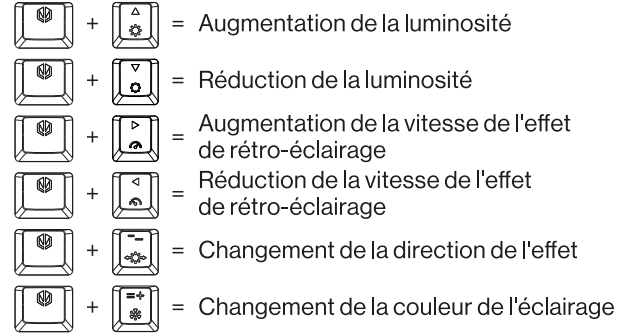 + = Augmentation de la luminosité
+ = Réduction de la luminosité
+ = Augmentation de la vitesse de l'effet
de rétro-éclairage
+ = Réduction de la vitesse de l'effet
de rétro-éclairage
+ = Changement de la direction de l'effet
+ = Changement de la couleur de l'éclairage